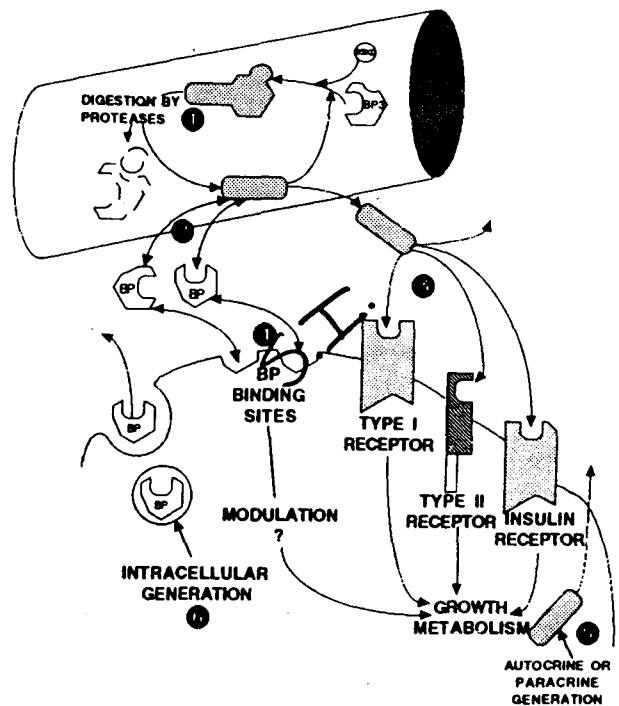 DIGESTION BY
PROTEASES
1
BP3
BP
BP
BP
BINDING
SITES
TYPE I
RECEPTOR
BP
TYPE II
RECEPTOR
INSULIN
RECEPTOR
BP
MODULATION
?
INTRACELLULAR
GENERATION
GROWTH
METABOLISM
AUTOCRINE OR
PARACRINE
GENERATION